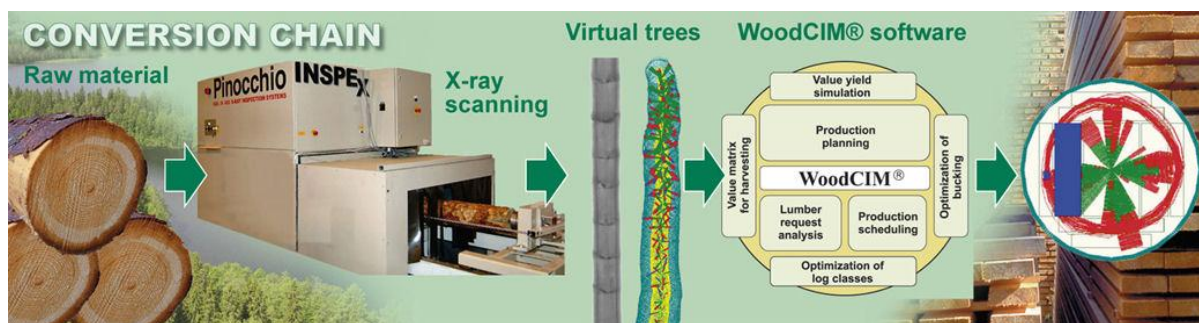 CONVERSION CHAIN
Raw material
Pinocchio
INSPEX
X-ray
scanning
Virtual trees
WoodCIM® software
Value yield
simulation
Production
planning
Value matrix
for harvesting
WoodCIM®
Optimization of
bucking
Lumber
request
analysis
Production
scheduling
Optimization of
log classes